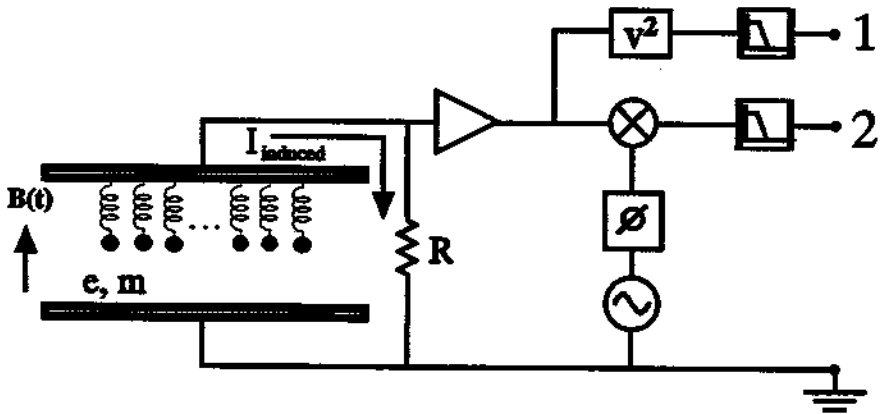 V²
1
2
I induced
B(t)
...
R
ø
e, m